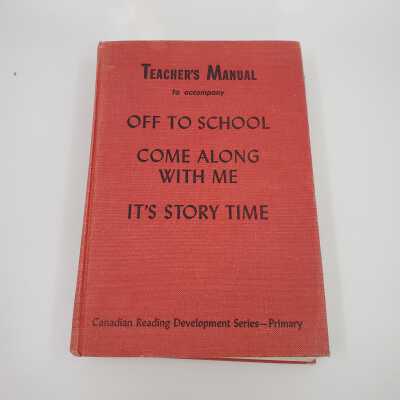 TEACHER'S MANUAL
to accompany
OFF TO SCHOOL
COME ALONG
WITH ME
IT'S STORY TIME
Canadian Reading Development Series—Primary